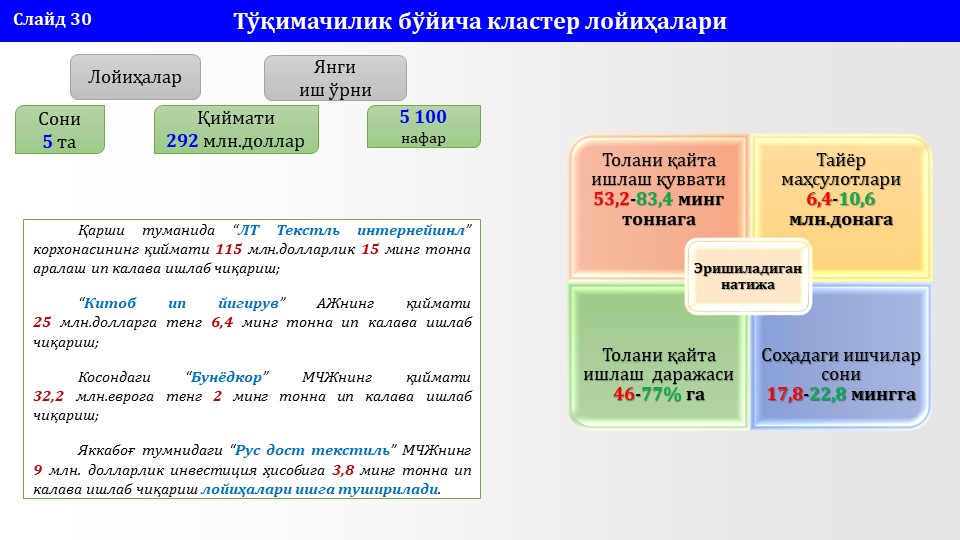 Слайд 30
Тўқимачилик бўйича кластер лойиҳалари
Лойиҳалар
Янги
иш ўрни
Сони
5 та
Қиймати
292 млн.доллар
5 100
нафар
Қарши туманида “ЛТ Текстль интернейшнл”
корхонасининг қиймати 115 млн.долларлик 15 минг тонна
аралаш ип калава ишлаб чиқариш;
“Китоб ип йигирув” АЖнинг қиймати
25 млн.долларга тенг 6,4 минг тонна ип калава ишлаб
чиқариш;
Косондаги “Бунёдкор” МЧЖнинг қиймати
32,2 млн.еврога тенг 2 минг тонна ип калава ишлаб
чиқариш;
Яккабоғ тумнидаги “Рус дост текстиль” МЧЖнинг
9 млн. долларлик инвестиция ҳисобига 3,8 минг тонна ип
калава ишлаб чиқариш лойиҳалари ишга туширилади.
Толани қайта
ишлаш қуввати
53,2-83,4 минг
тоннага
Тайёр
маҳсулотлари
6,4-10,6
млн.донага
Эришиладиган
натижа
Толани қайта
ишлаш даражаси
46-77% га
Соҳадаги ишчилар
сони
17,8-22,8 мингга